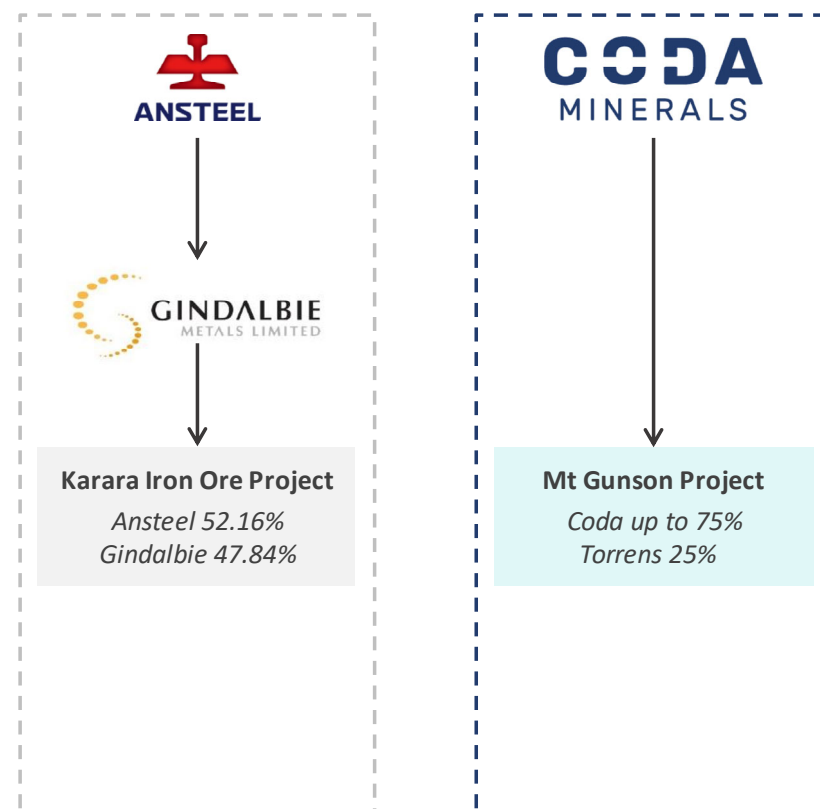 ANSTEEL
GINDALBIE
METALS LIMITED
Karara Iron Ore Project
Ansteel 52.16%
Gindalbie 47.84%
CODA
MINERALS
Mt Gunson Project
Coda up to 75%
Torrens 25%